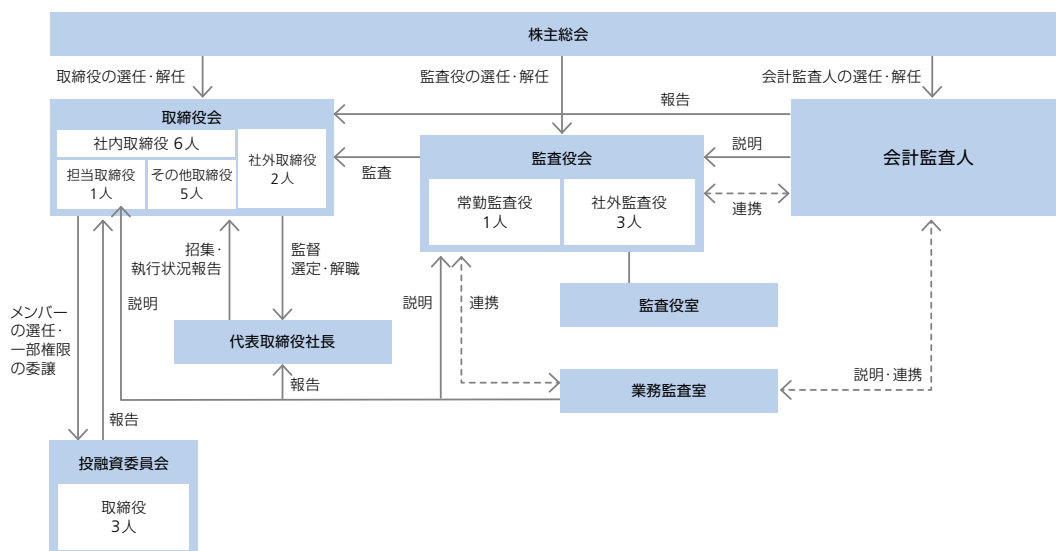 株主総会
取締役の選任・解任
監査役の選任・解任
会計監査人の選任・解任
取締役会
社内取締役 6人
担当取締役
1人
その他取締役
5人
社外取締役
2人
報告
説明
監査
連携
会計監査人
監査役会
常勤監査役
1人
社外監査役
3人
招集・
執行状況報告
監督
選定・解職
説明
説明
連携
監査役室
メンバー
の選任・
一部権限
の委譲
代表取締役社長
報告
業務監査室
説明・連携
報告
投融資委員会
取締役
3人